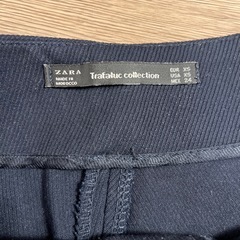 ZARA
MADE IN
MOROCCO
Trafaluc collection
EUR XS
USA XS
MEX 24